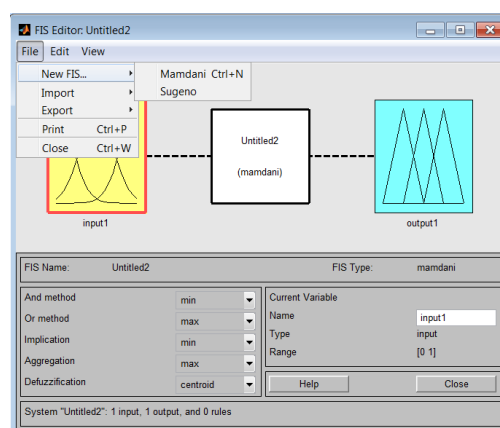 FIS Editor: Untitled2
File Edit View
New FIS...
Mamdani Ctrl+N
Sugeno
Import
Export
Print Ctrl+P
Close Ctrl+W
Untitled2
(mamdani)
input1
output1
FIS Name: Untitled2
FIS Type: mamdani
And method min
Or method max
Implication min
Aggregation max
Defuzzification centroid
Current Variable
Name input1
Type input
Range [0 1]
Help
Close
System "Untitled2": 1 input, 1 output, and 0 rules